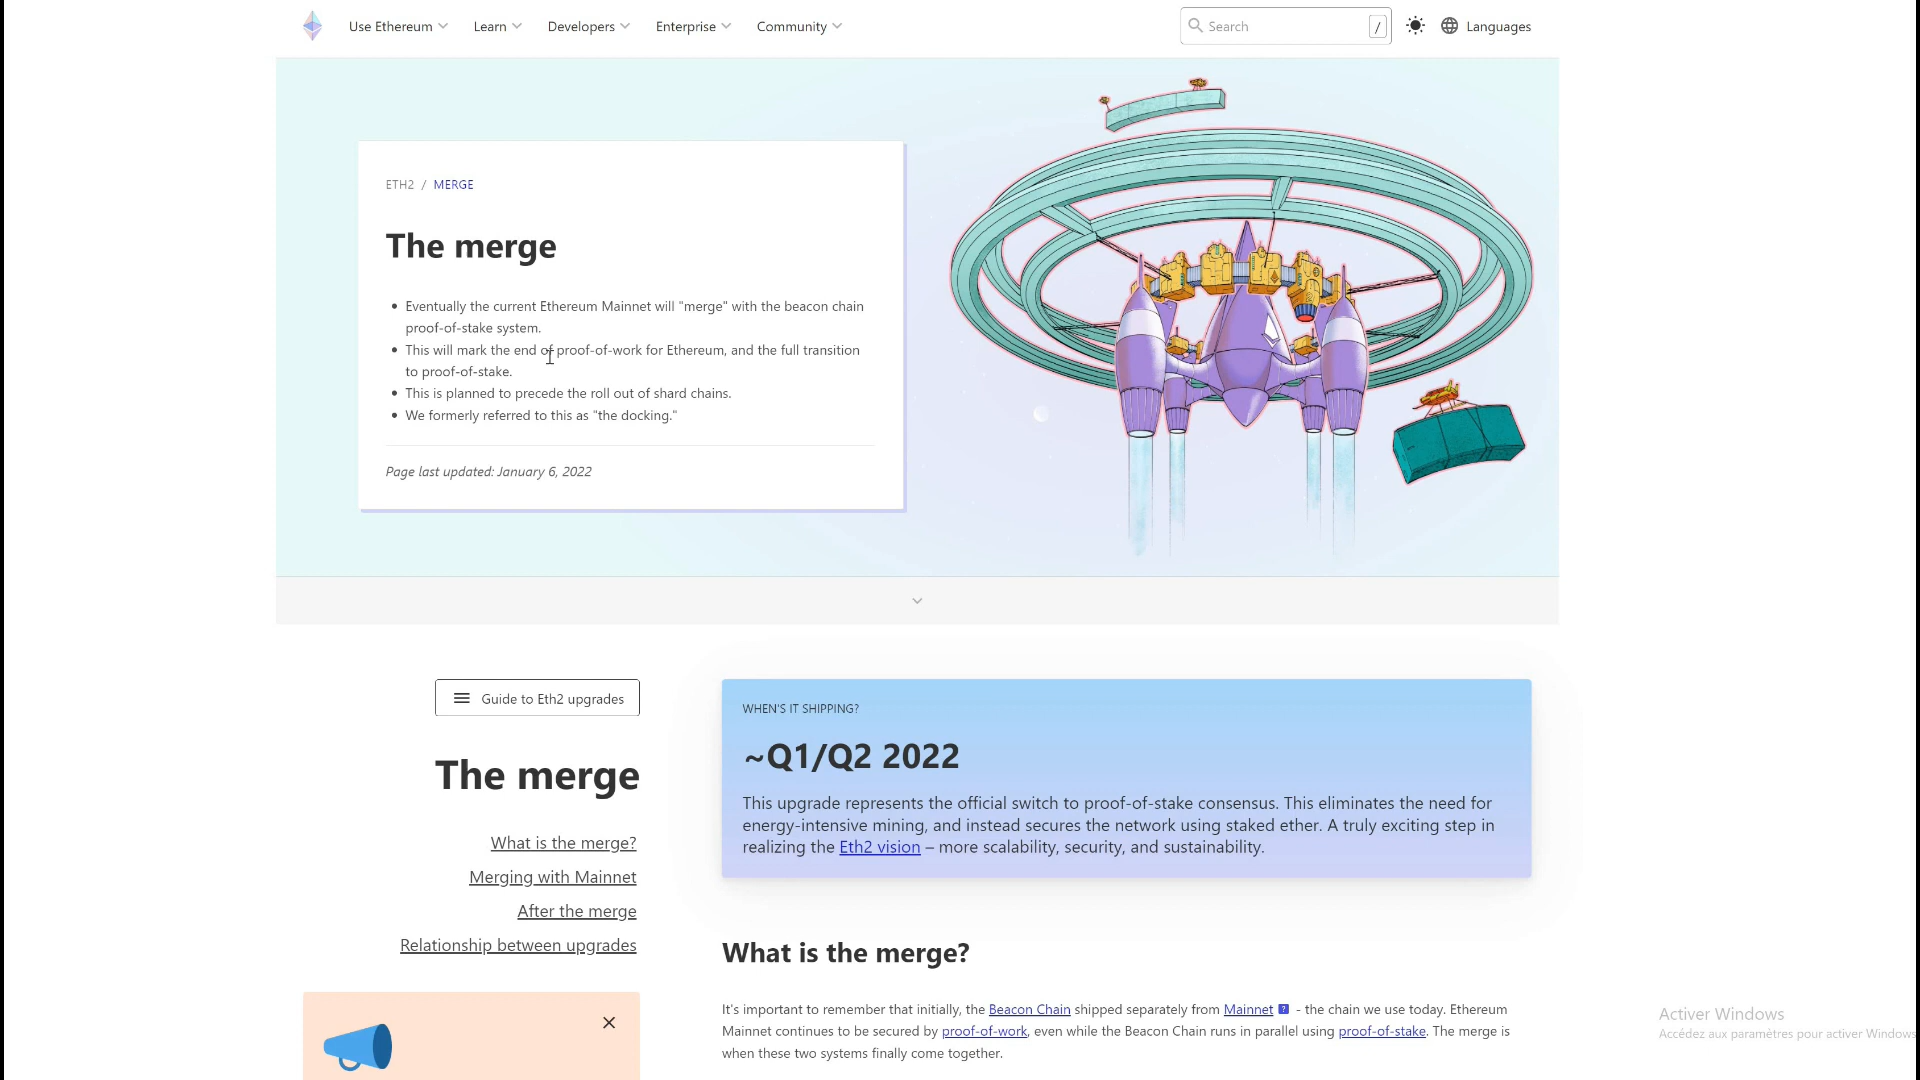 Use Ethereum Learn Developers Enterprise Community Search / Languages
ETH2 / MERGE
The merge
• Eventually the current Ethereum Mainnet will "merge" with the beacon chain
proof-of-stake system.
• This will mark the end of proof-of-work for Ethereum, and the full transition
to proof-of-stake.
• This is planned to precede the roll out of shard chains.
• We formerly referred to this as "the docking."
Page last updated: January 6, 2022
Guide to Eth2 upgrades
The merge
What is the merge?
Merging with Mainnet
After the merge
Relationship between upgrades
WHEN'S IT SHIPPING?
~Q1/Q2 2022
This upgrade represents the official switch to proof-of-stake consensus. This eliminates the need for
energy-intensive mining, and instead secures the network using staked ether. A truly exciting step in
realizing the Eth2 vision – more scalability, security, and sustainability.
What is the merge?
It's important to remember that initially, the Beacon Chain shipped separately from Mainnet ? - the chain we use today. Ethereum
Mainnet continues to be secured by proof-of-work, even while the Beacon Chain runs in parallel using proof-of-stake. The merge is
when these two systems finally come together.
Activer Windows
Accédez aux paramètres pour activer Windows